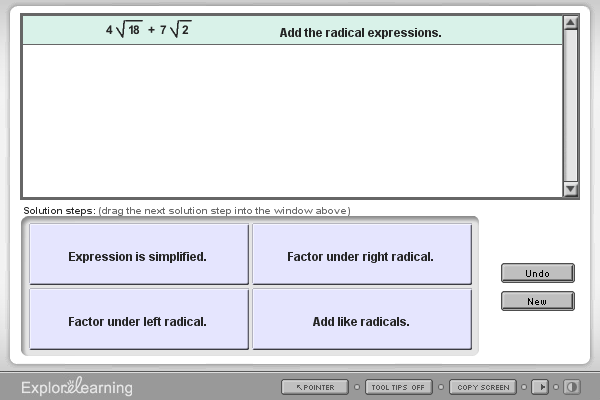 4√18 + 7√2 Add the radical expressions.
Solution steps: (drag the next solution step into the window above)
Expression is simplified. Factor under right radical.
Factor under left radical. Add like radicals.
Undo
New
ExploreLearning POINTER TOOL TIPS OFF COPY SCREEN